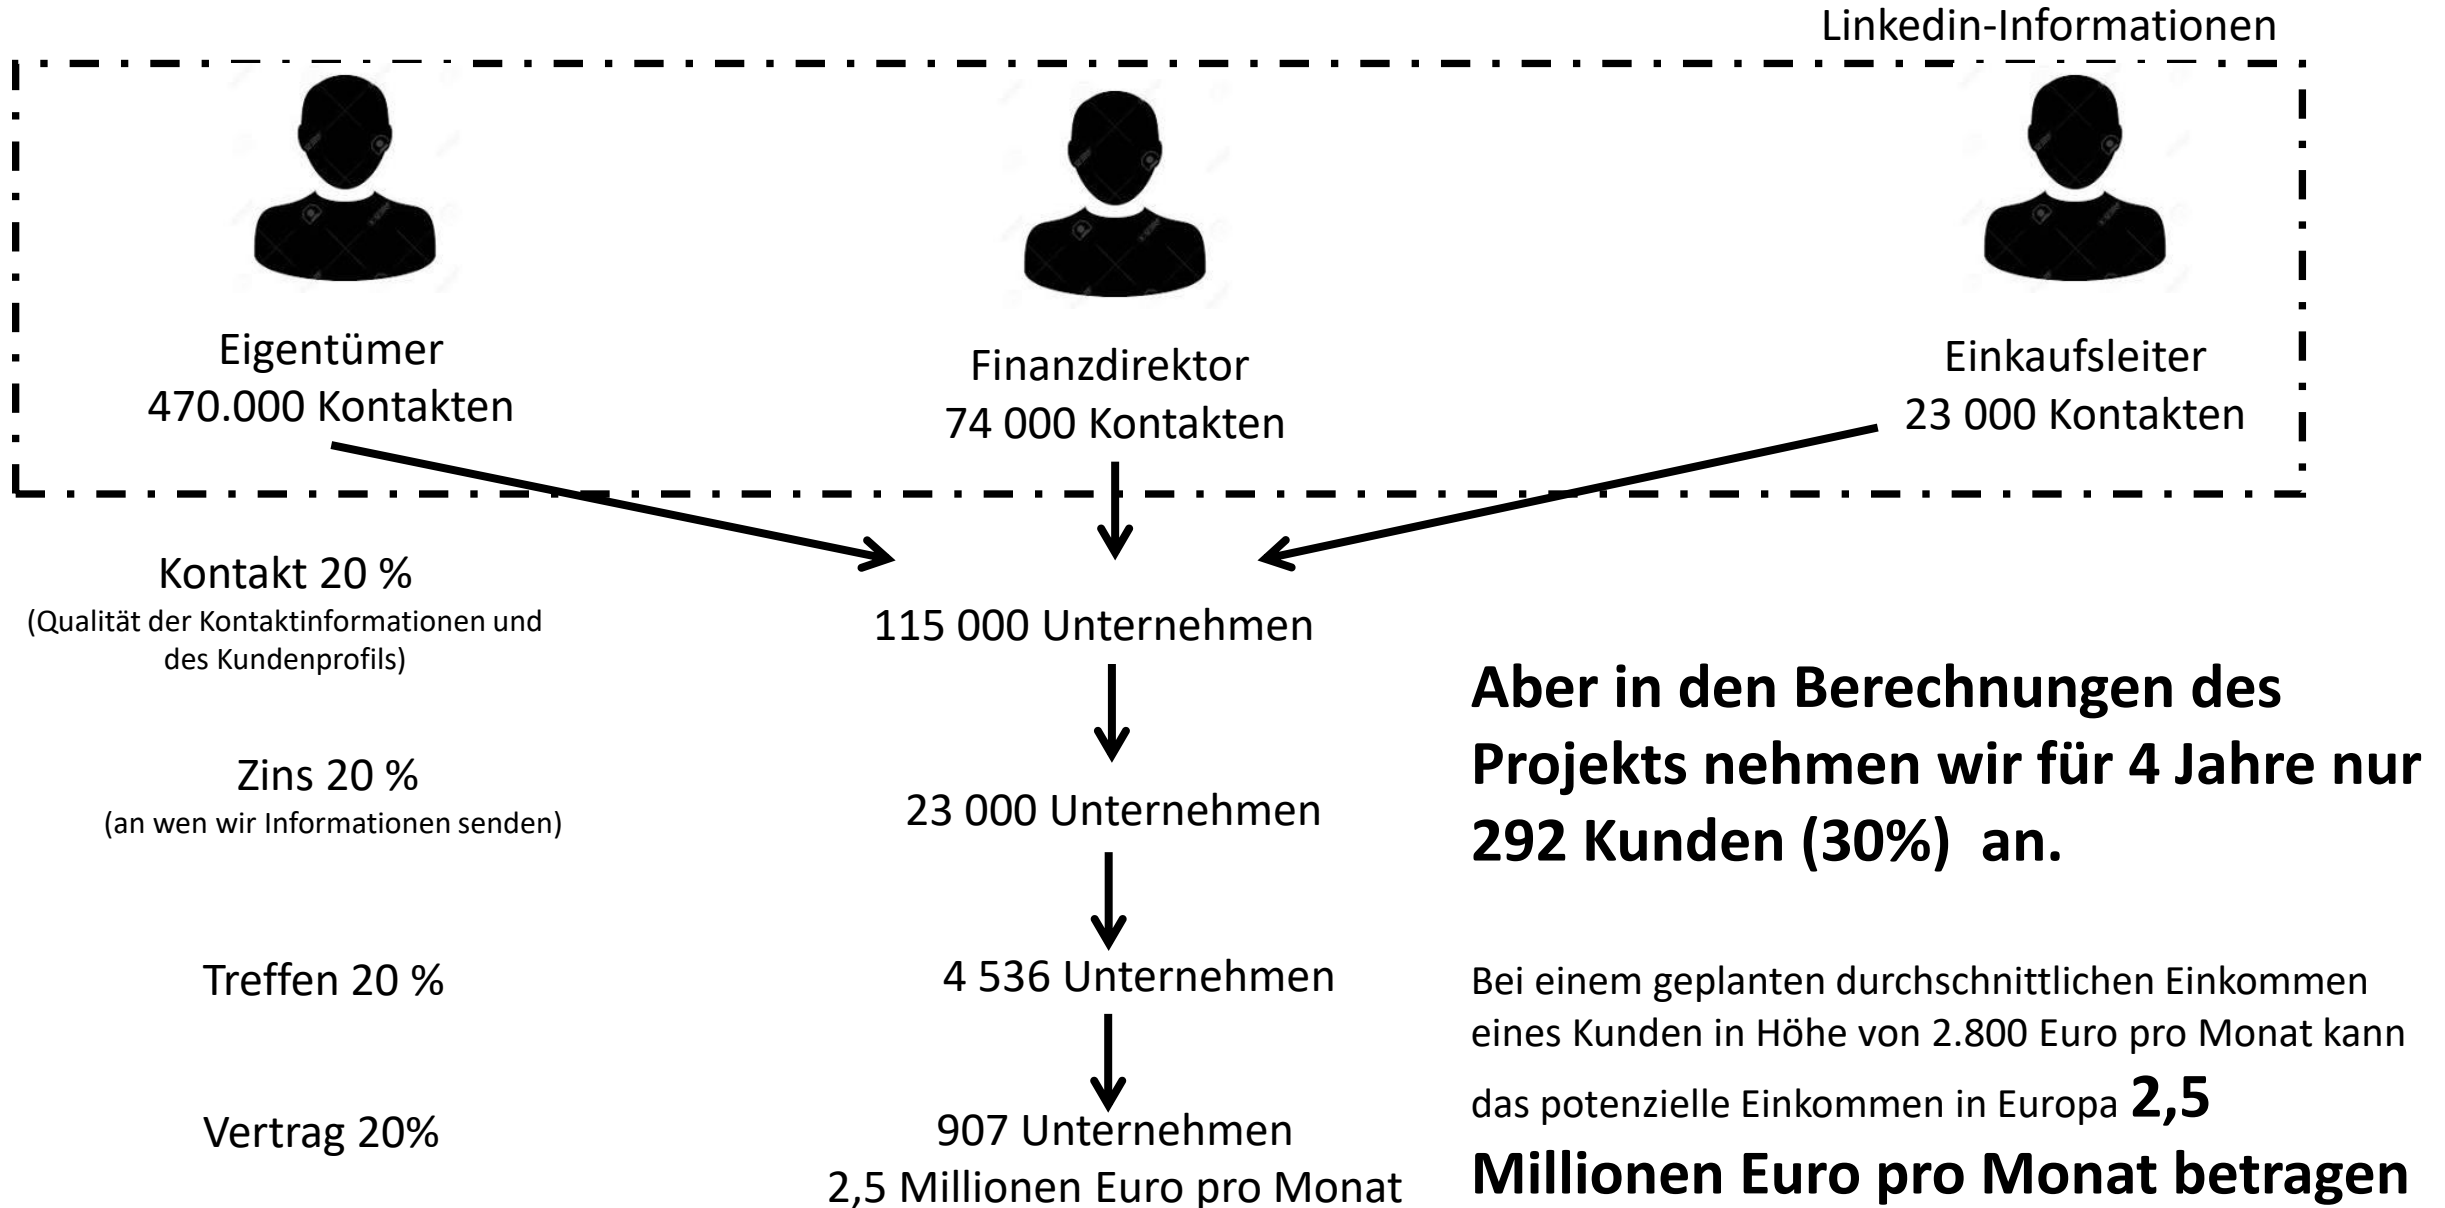 Linkedin-Informationen
Eigentümer
470.000 Kontakten
Finanzdirektor
74 000 Kontakten
Einkaufsleiter
23 000 Kontakten
Kontakt 20 %
(Qualität der Kontaktinformationen und
des Kundenprofils)
115 000 Unternehmen
Zins 20 %
(an wen wir Informationen senden)
23 000 Unternehmen
Treffen 20 %
4 536 Unternehmen
Vertrag 20%
907 Unternehmen
2,5 Millionen Euro pro Monat
Aber in den Berechnungen des
Projekts nehmen wir für 4 Jahre nur
292 Kunden (30%) an.
Bei einem geplanten durchschnittlichen Einkommen
eines Kunden in Höhe von 2.800 Euro pro Monat kann
das potenzielle Einkommen in Europa 2,5
Millionen Euro pro Monat betragen